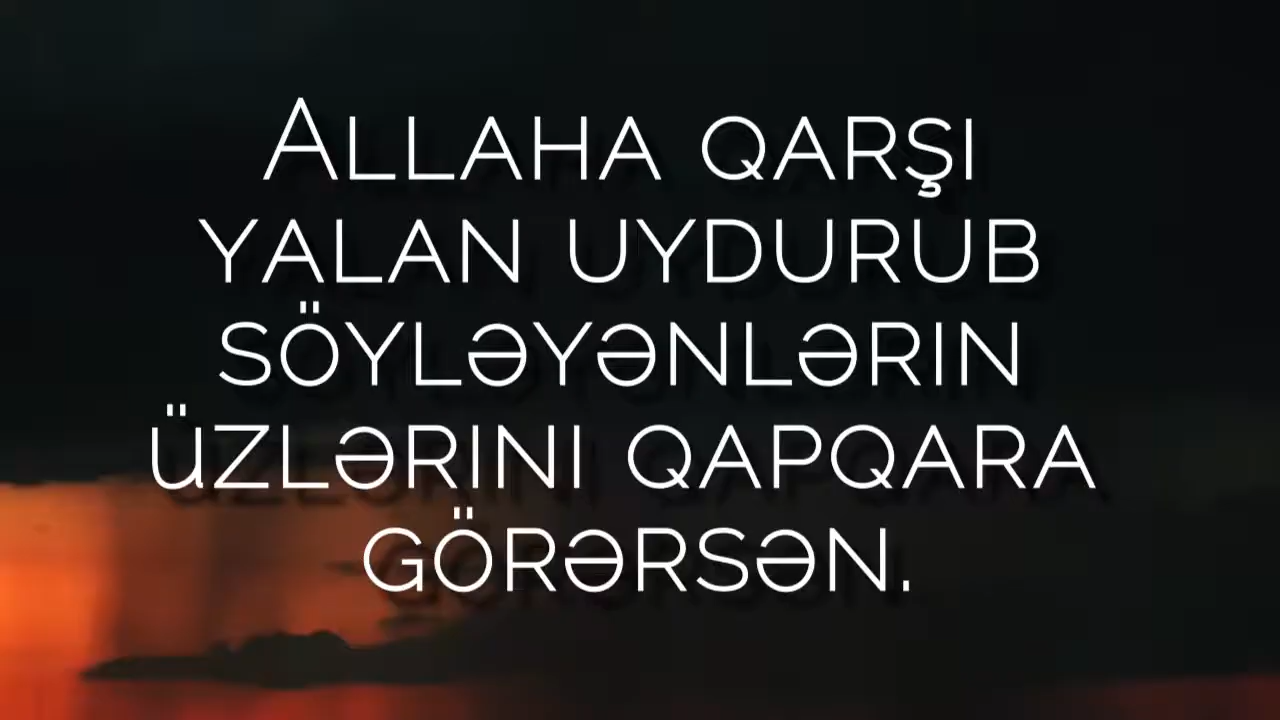 Allaha qarşı
yalan uydurub
söyləyənlərin
üzlərini qapqara
görərsən.